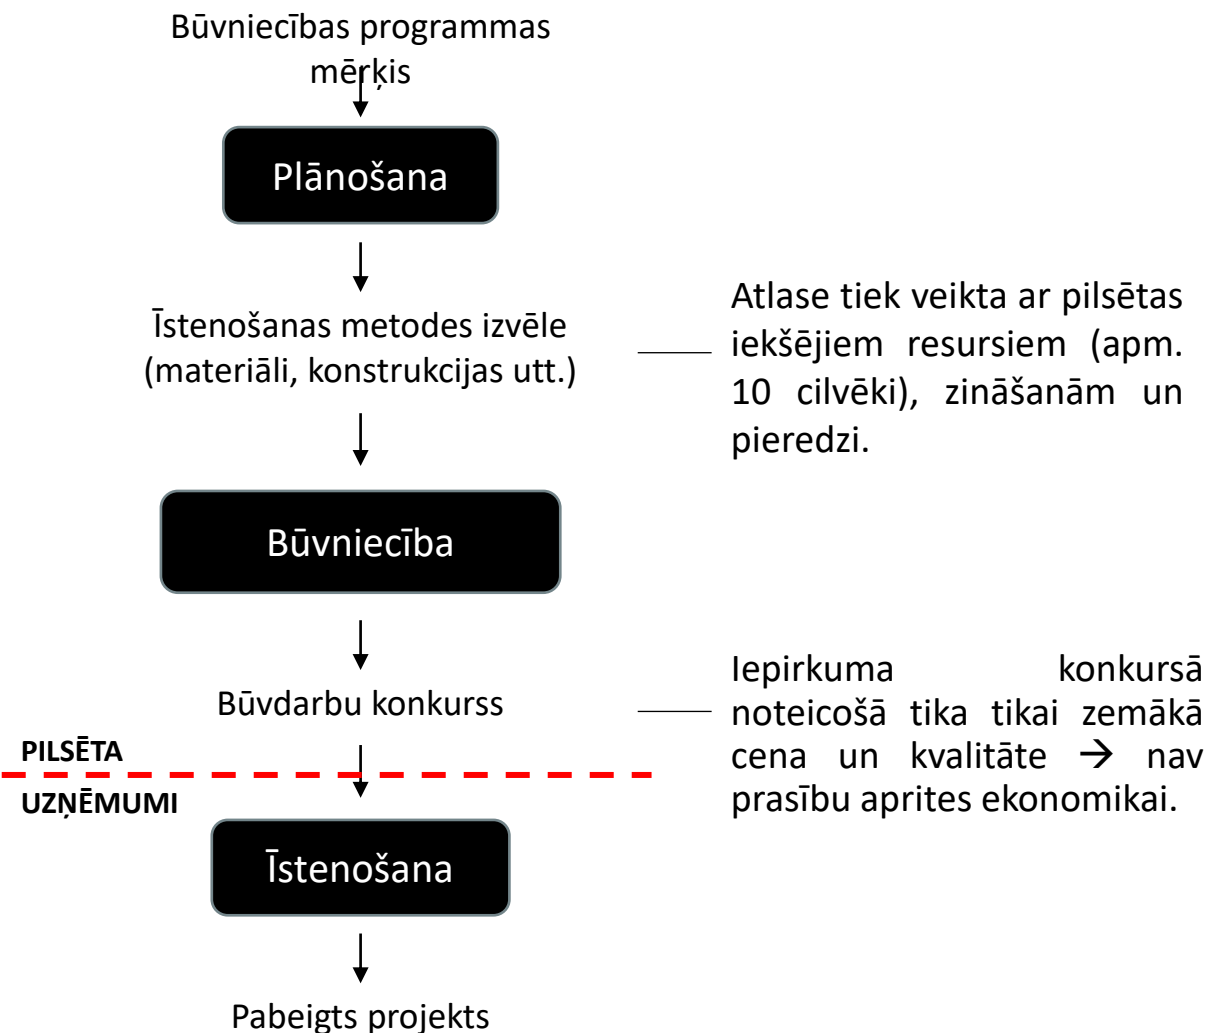 Būvniecības programmas
mērķis
Plānošana
Īstenošanas metodes izvēle
(materiāli, konstrukcijas utt.)
Atlase tiek veikta ar pilsētas
iekšējiem resursiem (apm.
10 cilvēki), zināšanām un
pieredzi.
Būvniecība
Būvdarbu konkurss
Iepirkuma konkursā
noteicošā tika tikai zemākā
cena un kvalitāte → nav
prasību aprites ekonomikai.
PILSĒTA
UZŅĒMUMI
Īstenošana
Pabeigts projekts